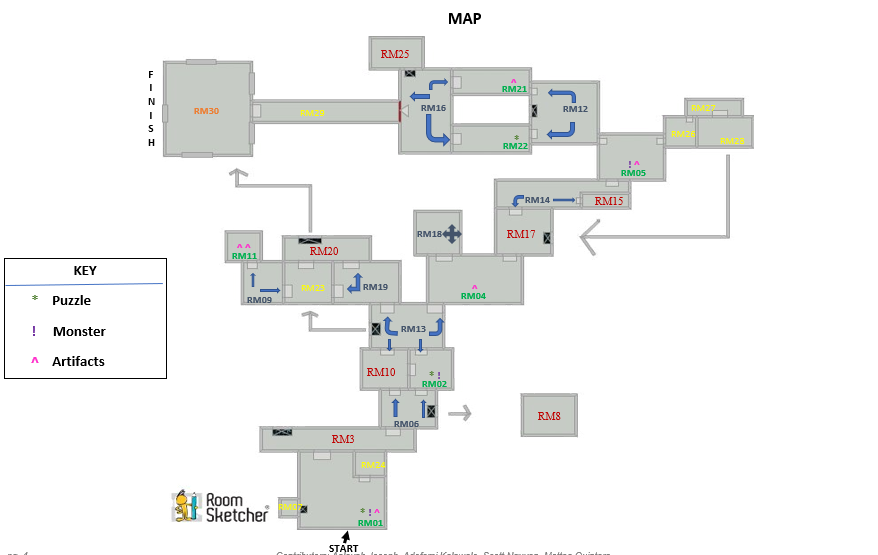 MAP
RM25
F
I
N
I
S
H
RM30
RM29
RM16
^
RM21
RM12
*
RM22
RM27
RM26
RM28
! ^
RM05
RM14
RM15
RM18
RM17
^ ^
RM11
RM20
RM09
RM19
^
RM04
KEY
* Puzzle
! Monster
^ Artifacts
RM13
RM10
* !
RM02
RM06
RM8
RM3
RM24
Room
Sketcher
* ! ^
RM01
START